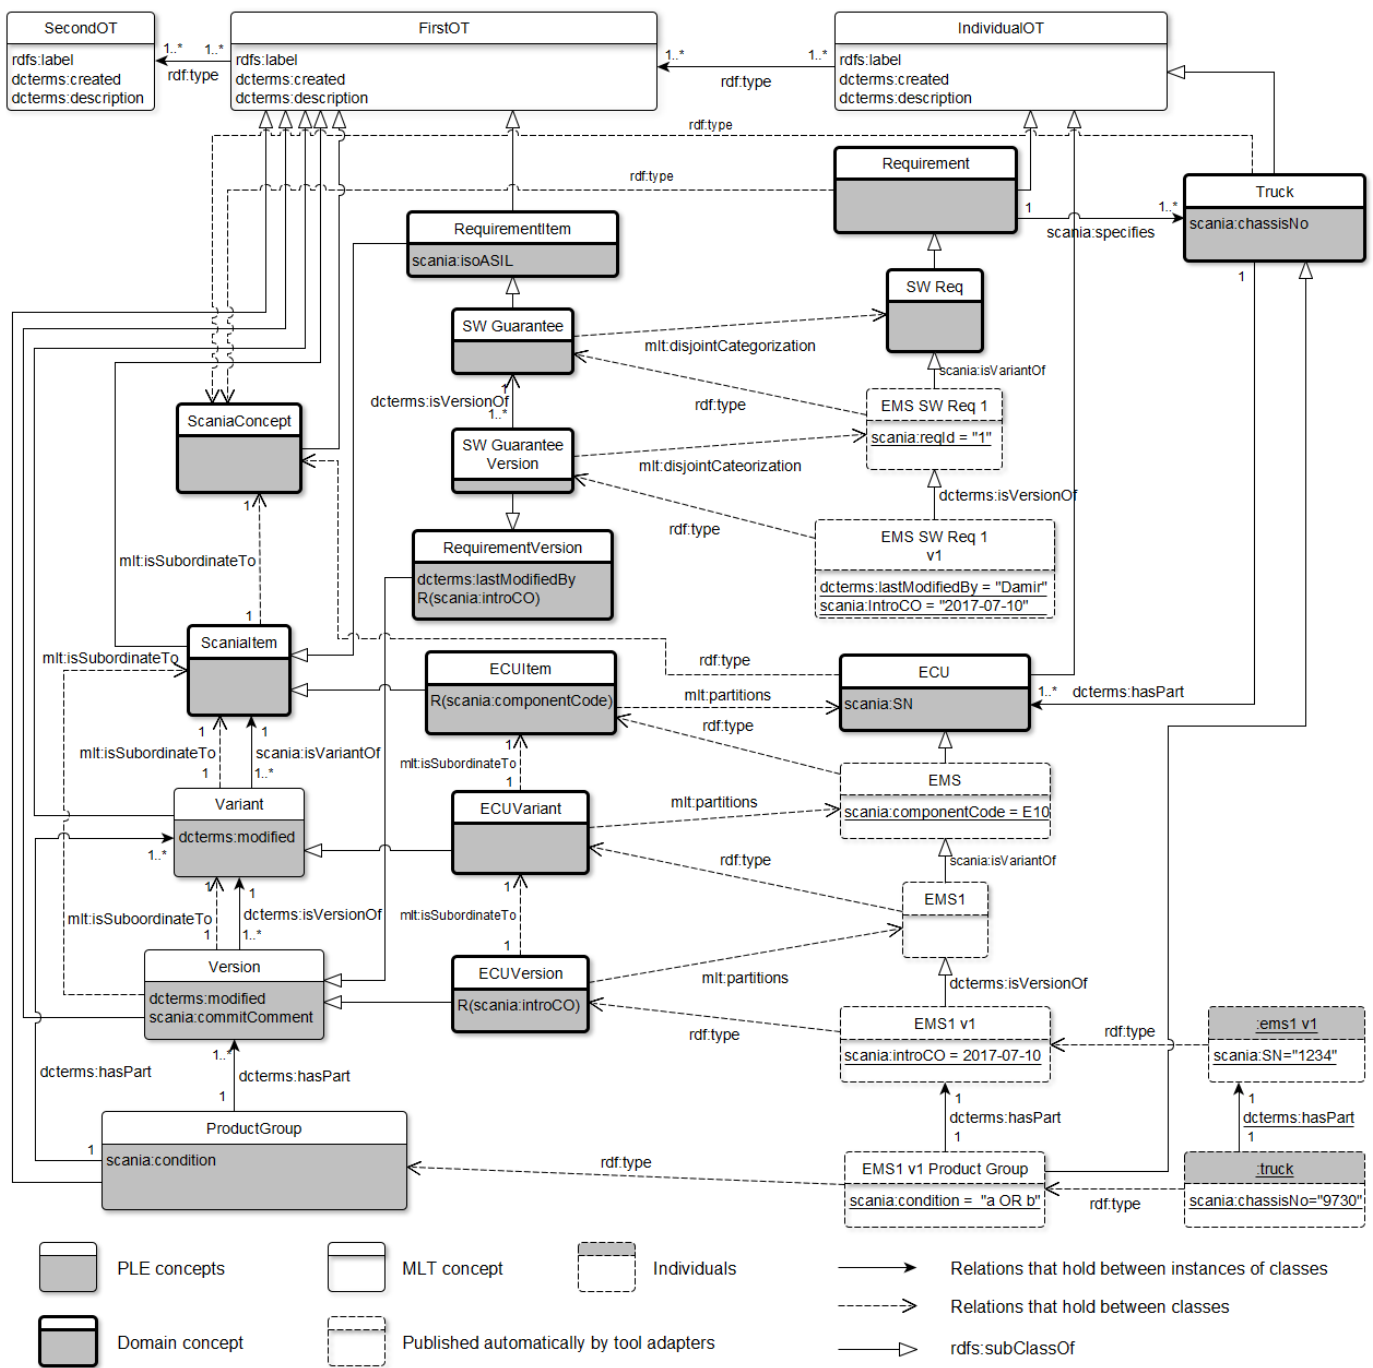 SecondOT
rdfs:label
dcterms:created
dcterms:description
1..*
1..*
rdf:type
FirstOT
rdfs:label
dcterms:created
dcterms:description
1..*
1..*
rdf:type
IndividualOT
rdfs:label
dcterms:created
dcterms:description
rdf:type
rdf:type
Requirement
1
1..*
scania:specifies
Truck
scania:chassisNo
1
RequirementItem
scania:isoASIL
SW Req
SW Guarantee
mlt:disjointCategorization
scania:isVariantOf
rdf:type
1
dcterms:isVersionOf
1..*
EMS SW Req 1
scania:reqId = "1"
ScaniaConcept
1
SW Guarantee
Version
mlt:disjointCateorization
dcterms:isVersionOf
rdf:type
EMS SW Req 1
v1
dcterms:lastModifiedBy = "Damir"
scania:IntroCO = "2017-07-10"
RequirementVersion
dcterms:lastModifiedBy
R(scania:introCO)
mlt:isSubordinateTo
1
ScaniaItem
mlt:isSubordinateTo
1
1
ECUItem
R(scania:componentCode)
1
rdf:type
mlt:partitions
rdf:type
ECU
scania:SN
1..*
dcterms:hasPart
mlt:isSubordinateTo
scania:isVariantOf
1
1..*
mlt:isSubordinateTo
1
EMS
scania:componentCode = E10
Variant
dcterms:modified
1..*
1
1
ECUVariant
1
mlt:partitions
rdf:type
scania:isVariantOf
EMS1
mlt:isSuboordinateTo
dcterms:isVersionOf
1
1..*
mlt:isSubordinateTo
1
mlt:partitions
dcterms:isVersionOf
Version
dcterms:modified
scania:commitComment
1..*
ECUVersion
R(scania:introCO)
rdf:type
EMS1 v1
scania:introCO = 2017-07-10
rdf:type
:ems1 v1
scania:SN="1234"
dcterms:hasPart
dcterms:hasPart
1
1
dcterms:hasPart
1
1
dcterms:hasPart
1
ProductGroup
scania:condition
1
rdf:type
EMS1 v1 Product Group
scania:condition =  "a OR b"
rdf:type
:truck
scania:chassisNo="9730"
PLE concepts
MLT concept
Individuals
Relations that hold between instances of classes
Relations that hold between classes
Domain concept
Published automatically by tool adapters
rdfs:subClassOf